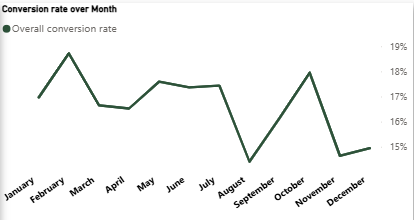 Conversion rate over Month
Overall conversion rate
19%
18%
17%
16%
15%
January
February
March
April
May
June
July
August
September
October
November
December